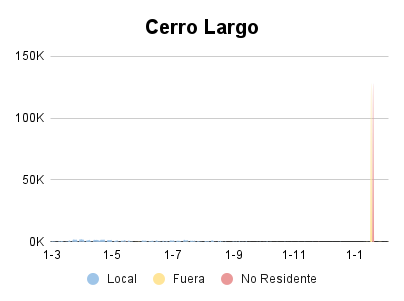 Cerro Largo
150K
100K
50K
0K
1-3 1-5 1-7 1-9 1-11 1-1
Local Fuera No Residente